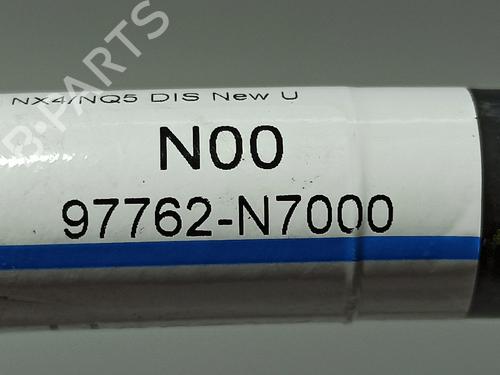 B-PARTS
NX4/NQ5 DIS New U
N00
97762-N7000